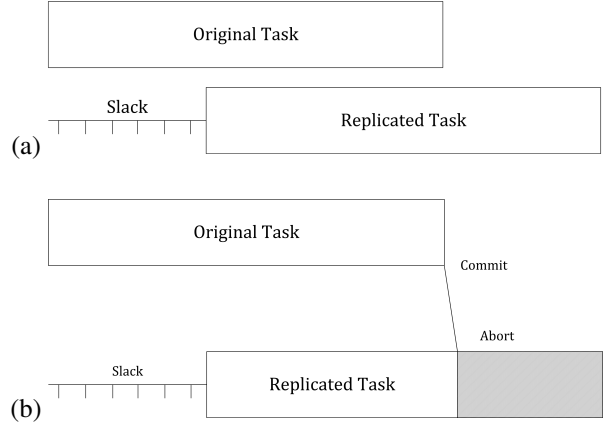 Original Task
Slack
Replicated Task
(a)
Original Task
Commit
Abort
Slack
Replicated Task
(b)